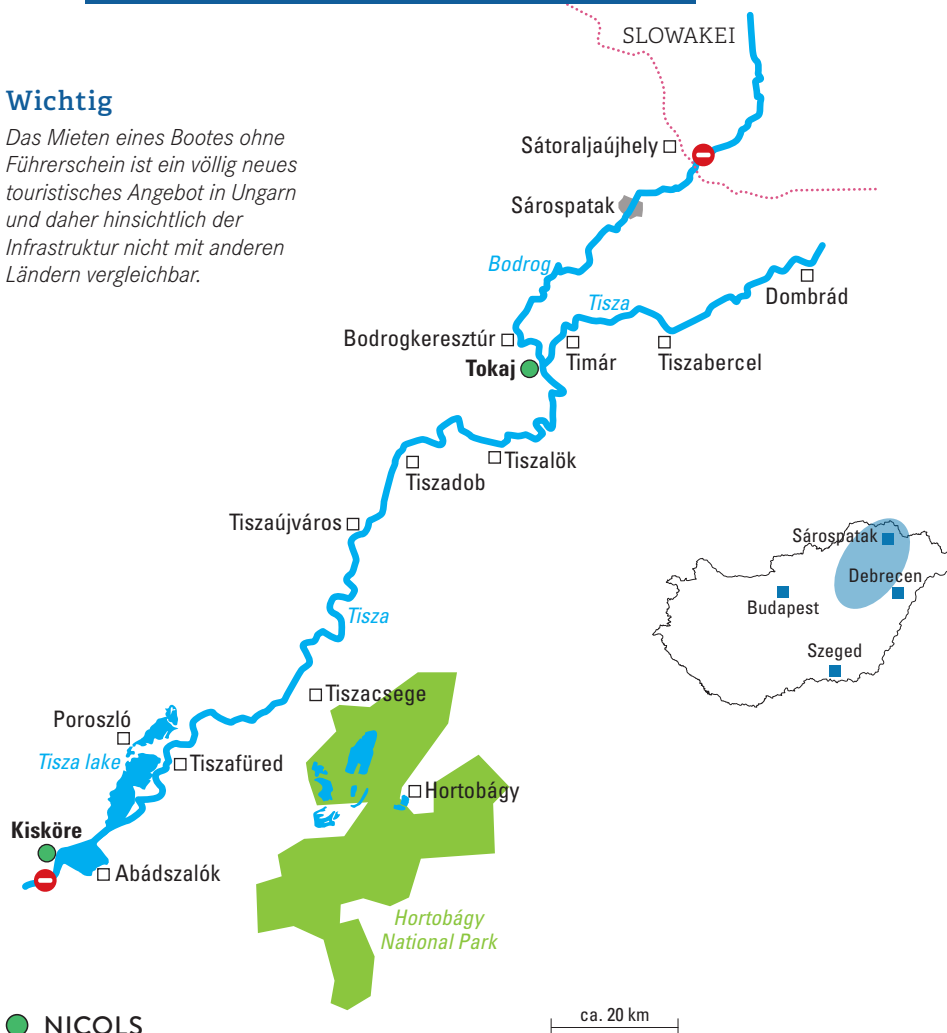 SLOWAKEI
Wichtig
Das Mieten eines Bootes ohne
Führerschein ist ein völlig neues
touristisches Angebot in Ungarn
und daher hinsichtlich der
Infrastruktur nicht mit anderen
Ländern vergleichbar.
Sátoraljaújhely
Sárospatak
Bodrog
Tisza
Dombrád
Bodrogkeresztúr
Tokaj
Timár
Tiszabercel
Tiszalök
Tiszadob
Tiszaújváros
Sárospatak
Debrecen
Budapest
Szeged
Tisza
Tiszacsege
Poroszló
Tisza lake
Tiszafüred
Hortobágy
Kisköre
Abádszalók
Hortobágy
National Park
NICOLS
ca. 20 km